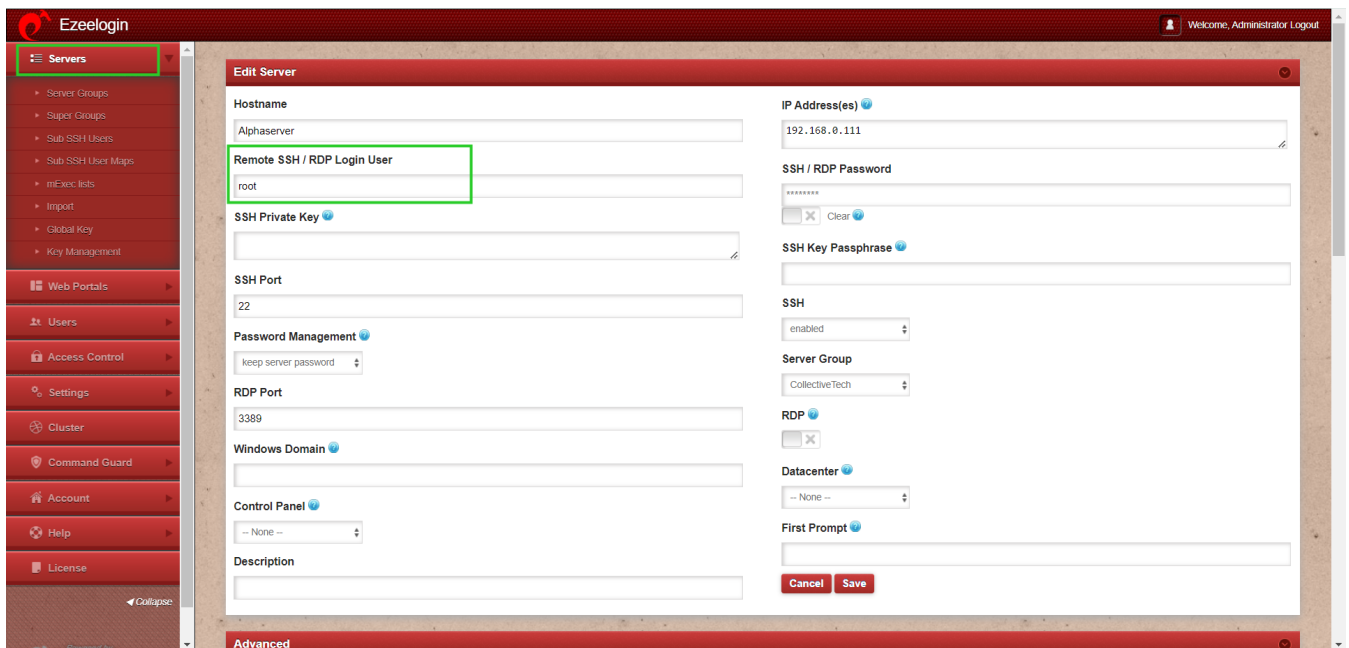 Ezeelogin
Welcome, Administrator Logout
Servers
Server Groups
Super Groups
Sub SSH Users
Sub SSH User Maps
mExec lists
Import
Global Key
Key Management
Web Portals
Users
Access Control
Settings
Cluster
Command Guard
Account
Help
License
Collapse
Edit Server
Hostname
Alphaserver
Remote SSH / RDP Login User
root
SSH Private Key
SSH Port
22
Password Management
keep server password
RDP Port
3389
Windows Domain
Control Panel
-- None --
Description
IP Address(es)
192.168.0.111
SSH / RDP Password
********
Clear
SSH Key Passphrase
SSH
enabled
Server Group
CollectiveTech
RDP
Datacenter
-- None --
First Prompt
Cancel Save
Advanced